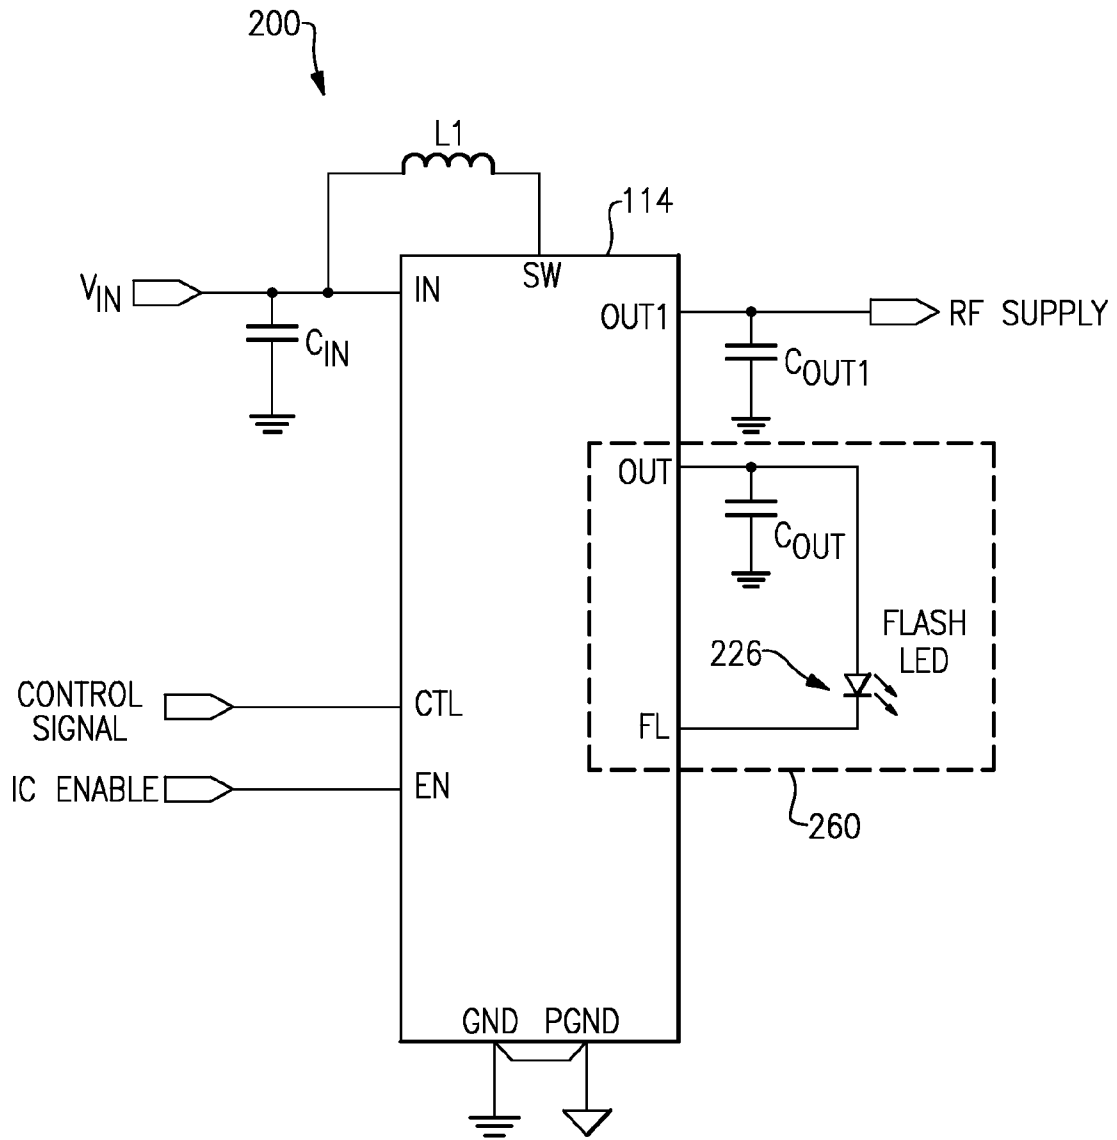 200
L1
114
VIN
IN
SW
OUT1
RF SUPPLY
CIN
COUT1
OUT
COUT
FLASH
LED
226
CONTROL
SIGNAL
CTL
FL
IC ENABLE
EN
260
GND PGND